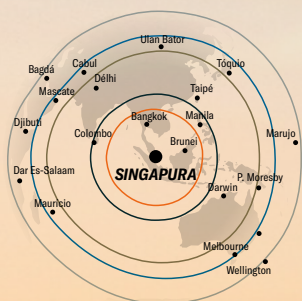 Ulan Bator
Bagdá
Cabul
Tóquio
Mascate
Délhi
Taipé
Djibuti
Bangkok
Manila
Colombo
Brunei
Marujo
SINGAPURA
Dar Es-Salaam
Darwin
P. Moresby
Maurício
Melbourne
Wellington